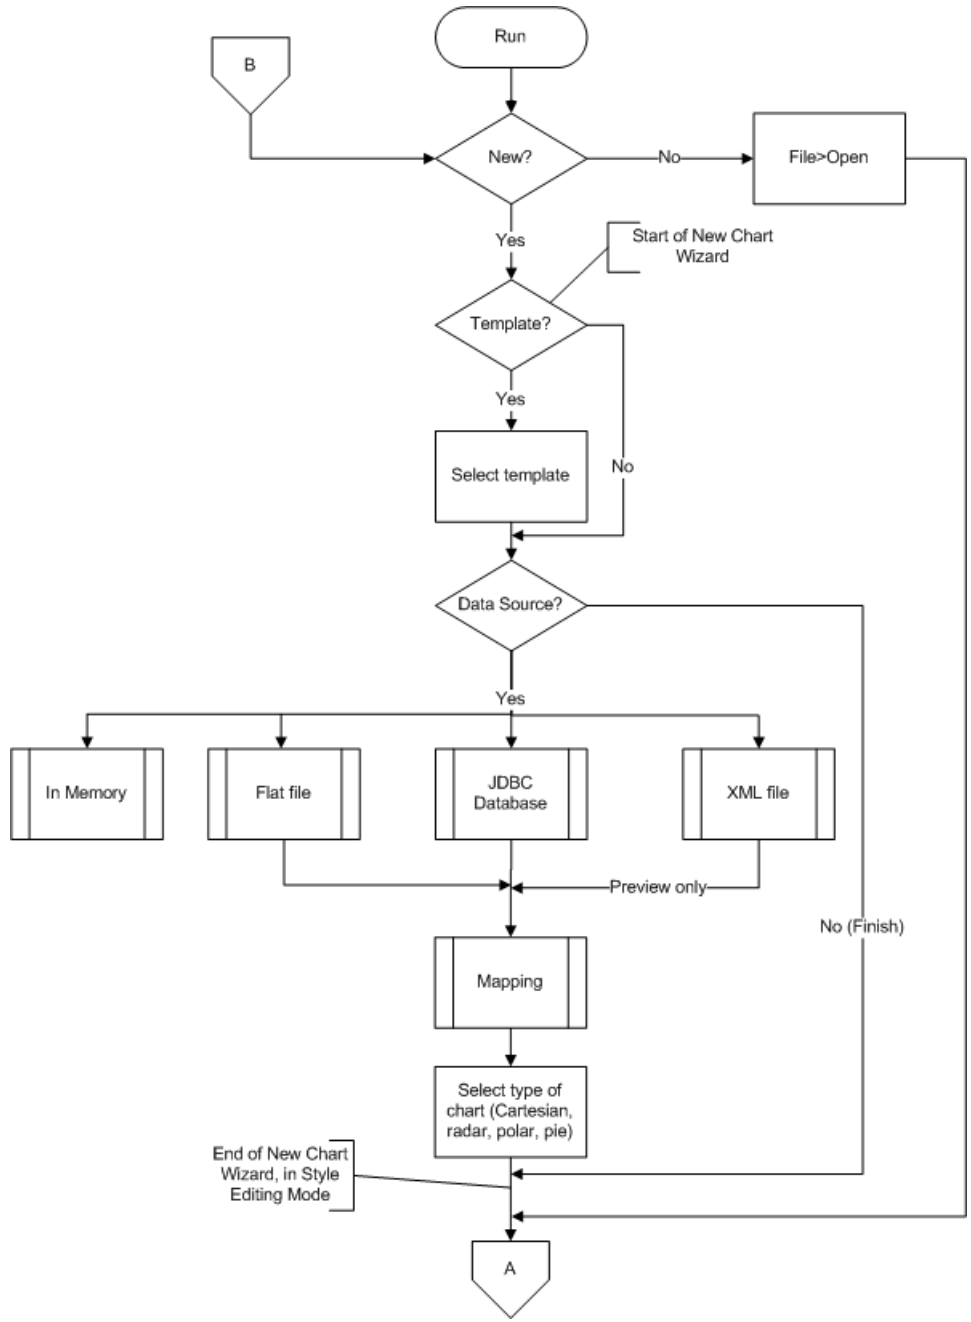 Run
B
New?
No
File>Open
Yes
Start of New Chart
Wizard
Template?
Yes
No
Select template
Data Source?
Yes
In Memory
Flat file
JDBC
Database
XML file
Preview only
No (Finish)
Mapping
Select type of
chart (Cartesian,
radar, polar, pie)
End of New Chart
Wizard, in Style
Editing Mode
A